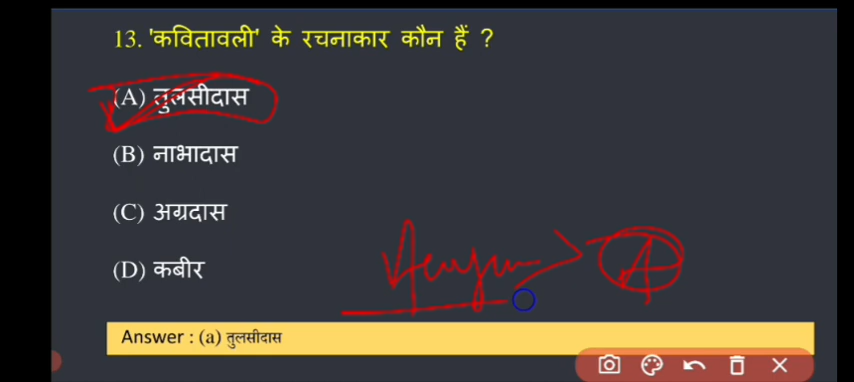 13. 'कवितावली' के रचनाकार कौन हैं ?
(A) तुलसीदास
(B) नाभादास
(C) अग्रदास
(D) कबीर
A
Answer : (a) तुलसीदास